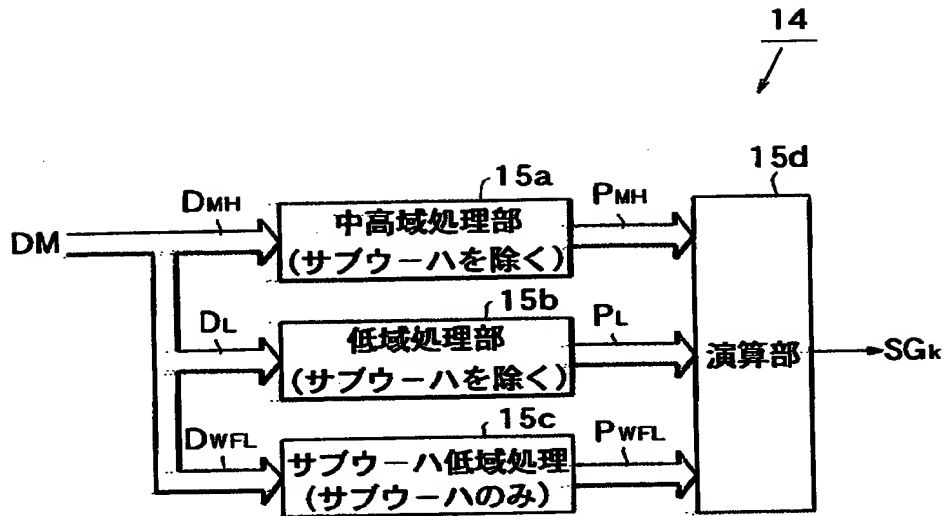 14
15d
15a
DMH
PMH
中高域処理部
(サブウーハを除く)
DM
15b
DL
PL
低域処理部
(サブウーハを除く)
演算部
SGk
15c
DWFL
PWFL
サブウーハ低域処理
(サブウーハのみ)